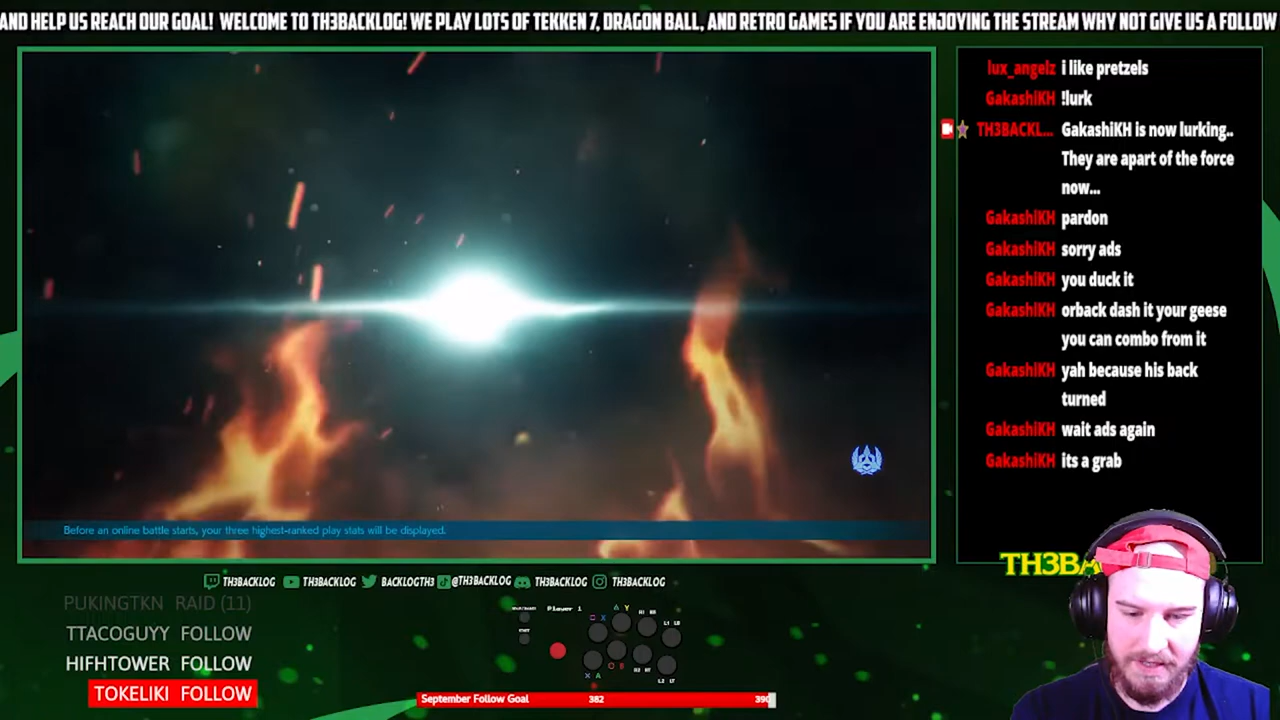 AND HELP US REACH OUR GOAL! WELCOME TO TH3BACKLOG! WE PLAY LOTS OF TEKKEN 7, DRAGON BALL, AND RETRO GAMES IF YOU ARE ENJOYING THE STREAM WHY NOT GIVE US A FOLLOW
lux_angelz i like pretzels
GakashiKH !lurk
TH3BACKL... GakashiKH is now lurking..
They are apart of the force
now...
GakashiKH pardon
GakashiKH sorry ads
GakashiKH you duck it
GakashiKH orback dash it your geese
you can combo from it
GakashiKH yah because his back
turned
GakashiKH wait ads again
GakashiKH its a grab
Before an online battle starts, your three highest-ranked play stats will be displayed.
TH3BA
TH3BACKLOG TH3BACKLOG BACKLOGTH3 @TH3BACKLOG TH3BACKLOG TH3BACKLOG
PUKINGTKN RAID (11)
TTACOGUYY FOLLOW
HIFHTOWER FOLLOW
TOKELIKI FOLLOW
Player 1
September Follow Goal 382 390